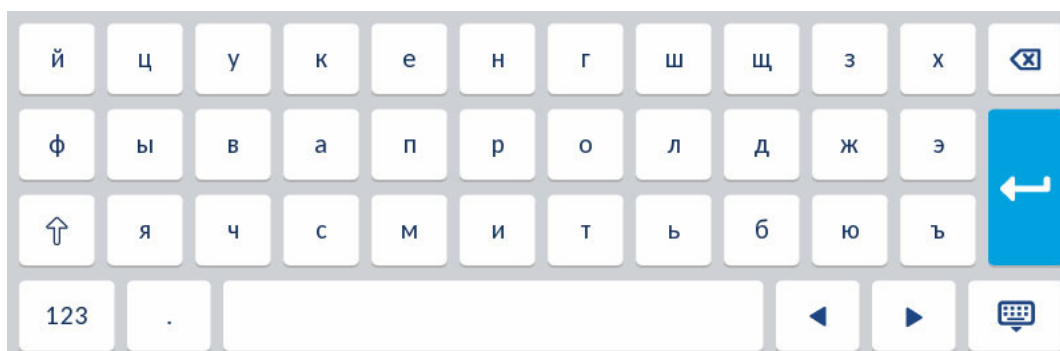 й ц у к е н г ш щ з х
ф ы в а п р о л д ж э
я ч с м и т ь б ю ъ
123 .